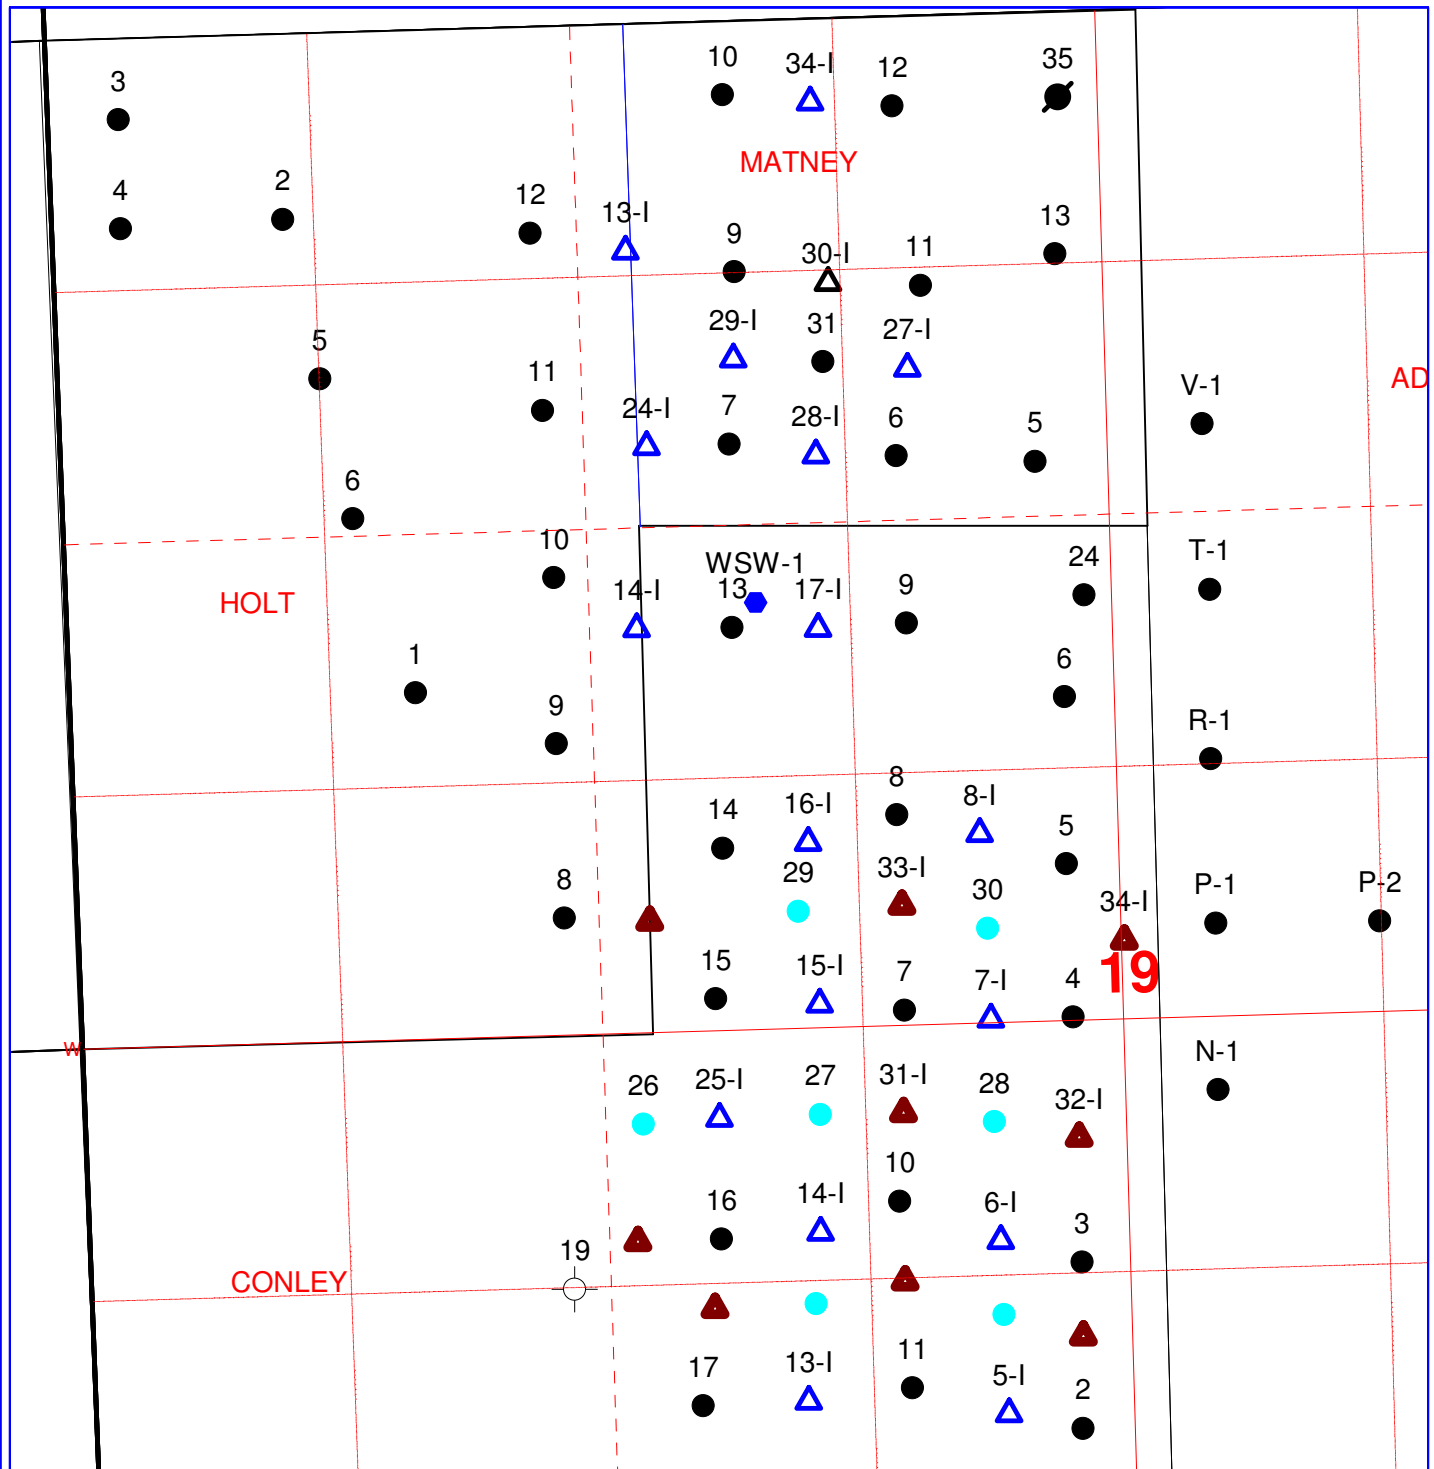 10
34-I
12
35
3
MATNEY
4
2
12
13-I
13
9
30-I
11
29-I
31
27-I
5
11
24-I
7
28-I
6
5
V-1
AD
6
10
WSW-1
24
T-1
HOLT
14-I
13
17-I
9
1
6
9
R-1
8
14
16-I
8-I
5
29
33-I
8
30
34-I
P-1
P-2
19
15
15-I
7
7-I
4
W
N-1
26
25-I
27
31-I
28
32-I
10
16
14-I
6-I
3
19
CONLEY
17
13-I
11
5-I
2